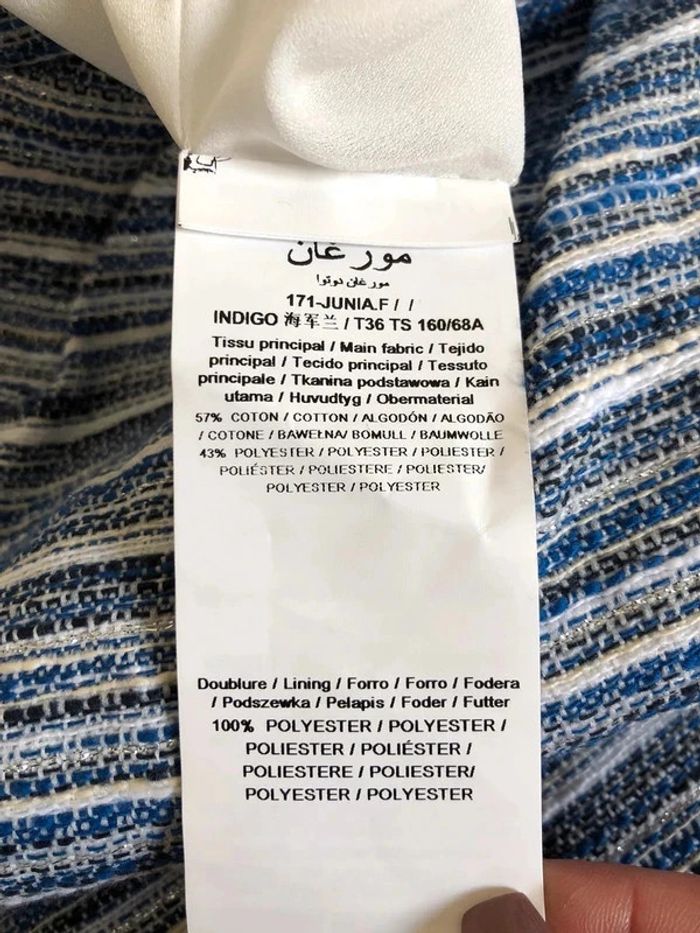 مورغان
مورغان دوتوا
171-JUNIA.F / /
INDIGO 海军兰 / T36 TS 160/68A
Tissu principal / Main fabric / Tejido
principal / Tecido principal / Tessuto
principale / Tkanina podstawowa / Kain
utama / Huvudtyg / Obermaterial
57% COTON / COTTON / ALGODÓN / ALGODÃO
/ COTONE / BAWEŁNA/ BOMULL / BAUMWOLLE
43% POLYESTER / POLYESTER / POLIESTER /
POLIÉSTER / POLIESTERE / POLIESTER/
POLYESTER / POLYESTER
Doublure / Lining / Forro / Forro / Fodera
/ Podszewka / Pelapis / Foder / Futter
100% POLYESTER / POLYESTER /
POLIESTER / POLIÉSTER /
POLIESTERE / POLIESTER/
POLYESTER / POLYESTER